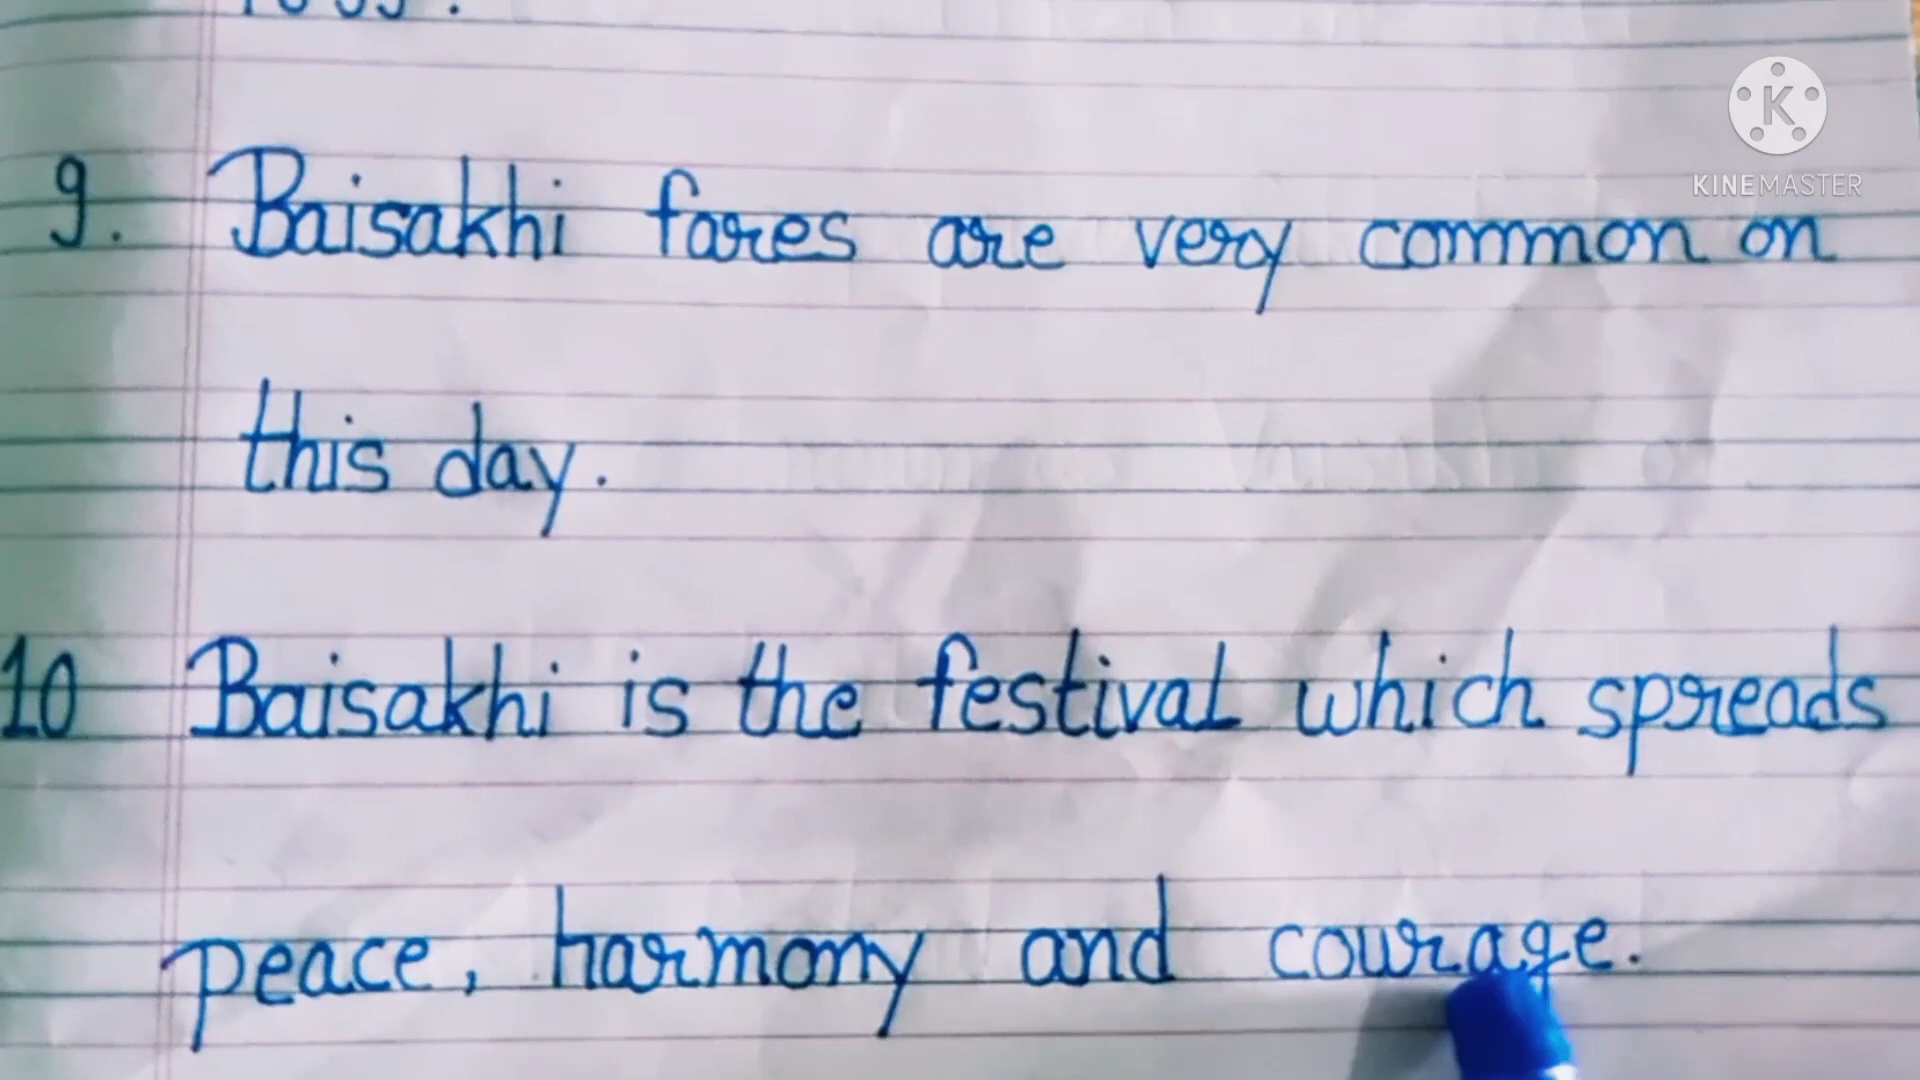 9. Baisakhi fares are very common on
this day.
10 Baisakhi is the festival which spreads
peace, harmony and courage.
KINEMASTER